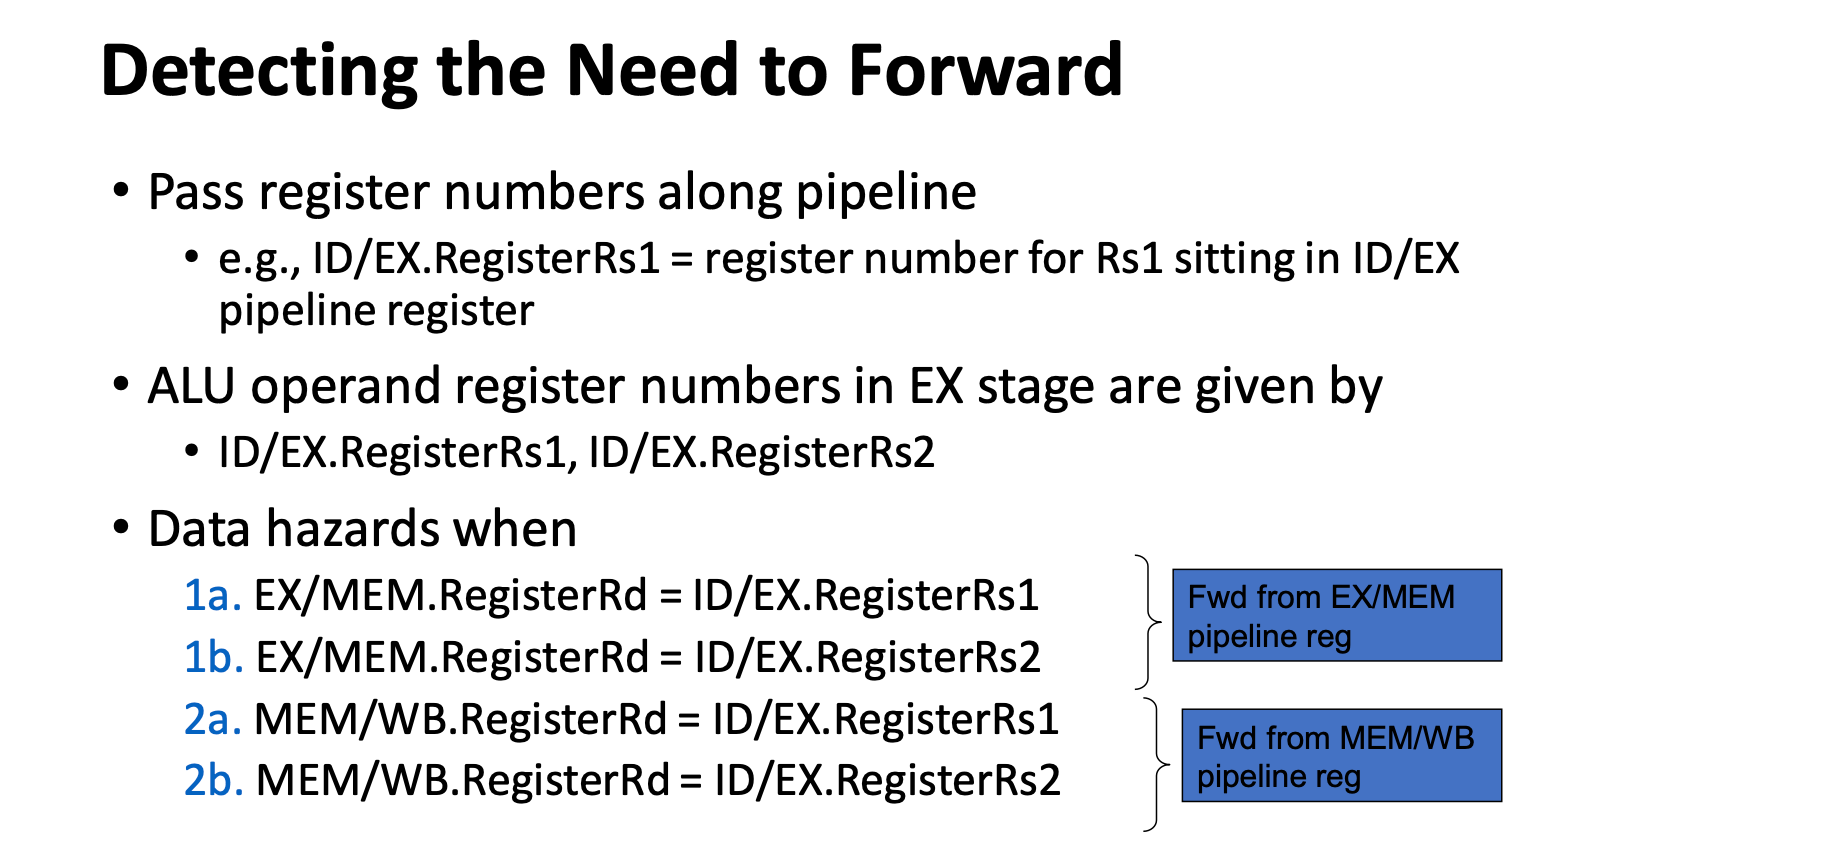 Detecting the Need to Forward
• Pass register numbers along pipeline
• e.g., ID/EX.RegisterRs1 = register number for Rs1 sitting in ID/EX
pipeline register
• ALU operand register numbers in EX stage are given by
• ID/EX.RegisterRs1, ID/EX.RegisterRs2
• Data hazards when
1a. EX/MEM.RegisterRd = ID/EX.RegisterRs1
1b. EX/MEM.RegisterRd = ID/EX.RegisterRs2
Fwd from EX/MEM
pipeline reg
2a. MEM/WB.RegisterRd = ID/EX.RegisterRs1
2b. MEM/WB.RegisterRd = ID/EX.RegisterRs2
Fwd from MEM/WB
pipeline reg